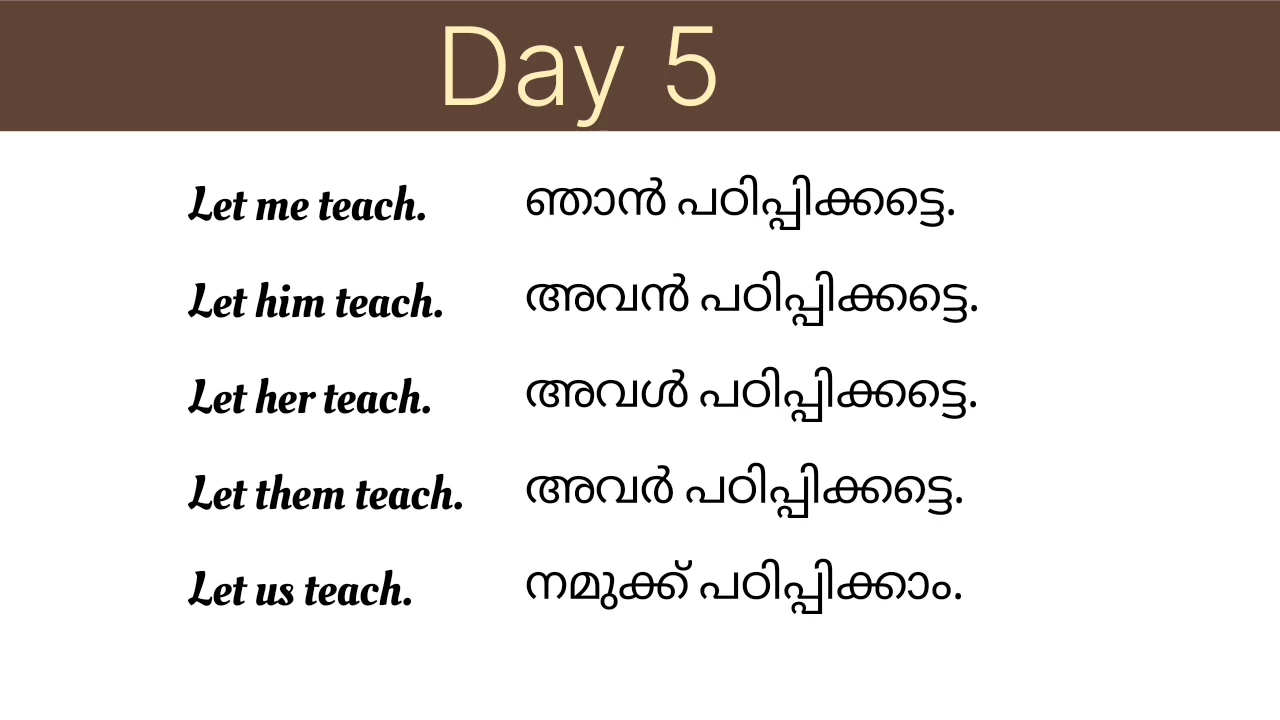 Day 5
Let me teach. ഞാൻ പഠിപ്പിക്കട്ടെ.
Let him teach. അവൻ പഠിപ്പിക്കട്ടെ.
Let her teach. അവൾ പഠിപ്പിക്കട്ടെ.
Let them teach. അവർ പഠിപ്പിക്കട്ടെ.
Let us teach. നമുക്ക് പഠിപ്പിക്കാം.